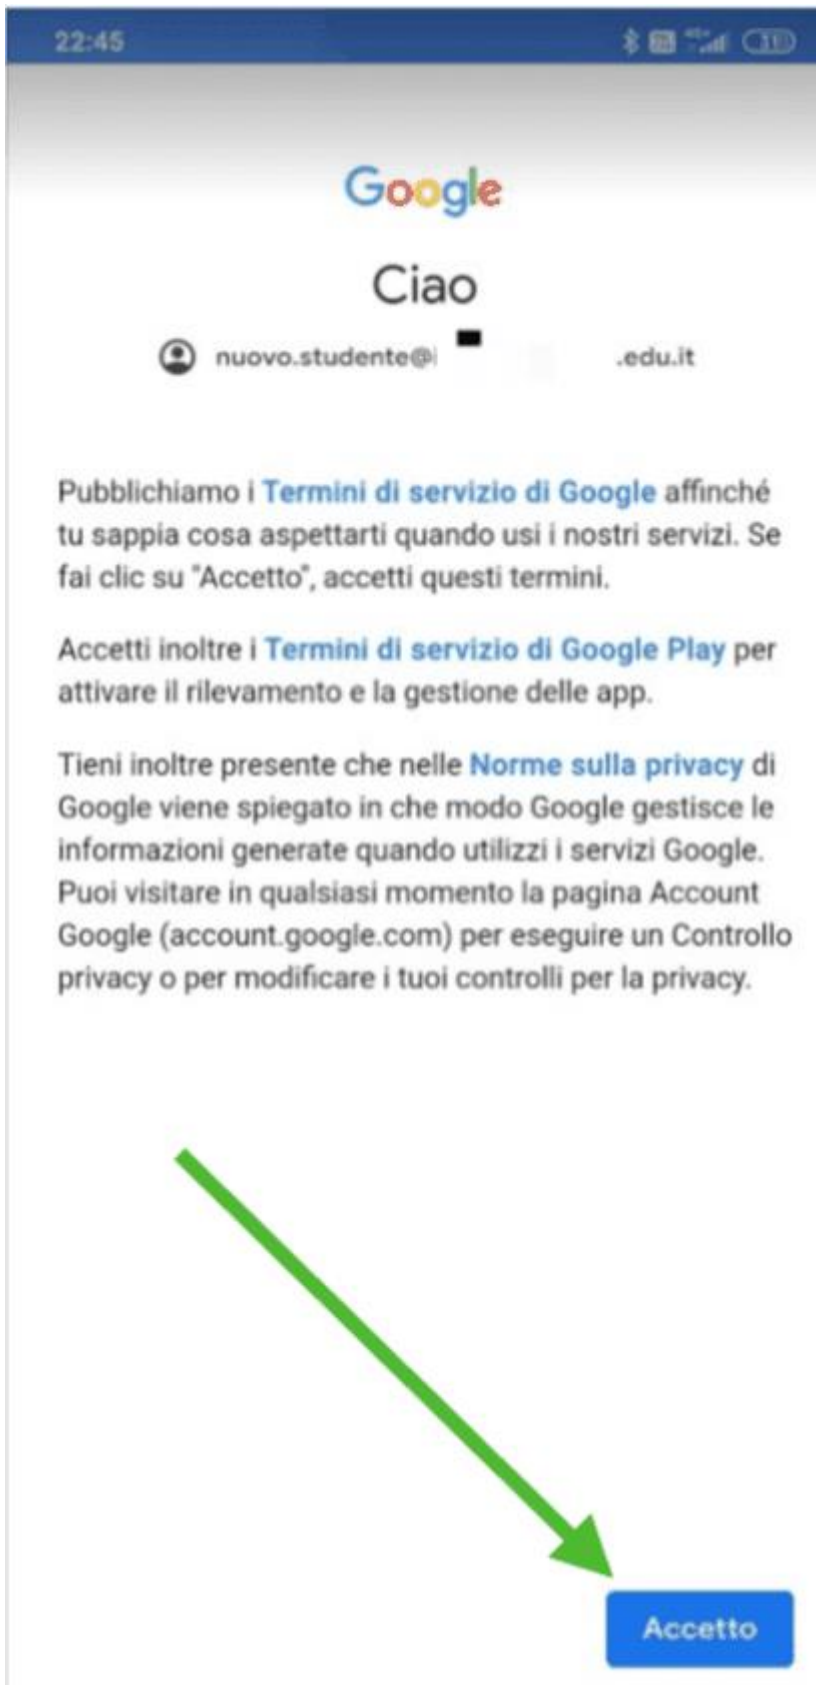 22:45
Google
Ciao
nuovo.studente@ .edu.it
Pubblichiamo i Termini di servizio di Google affinché
tu sappia cosa aspettarti quando usi i nostri servizi. Se
fai clic su "Accetto", accetti questi termini.
Accetti inoltre i Termini di servizio di Google Play per
attivare il rilevamento e la gestione delle app.
Tieni inoltre presente che nelle Norme sulla privacy di
Google viene spiegato in che modo Google gestisce le
informazioni generate quando utilizzi i servizi Google.
Puoi visitare in qualsiasi momento la pagina Account
Google (account.google.com) per eseguire un Controllo
privacy o per modificare i tuoi controlli per la privacy.
Accetto